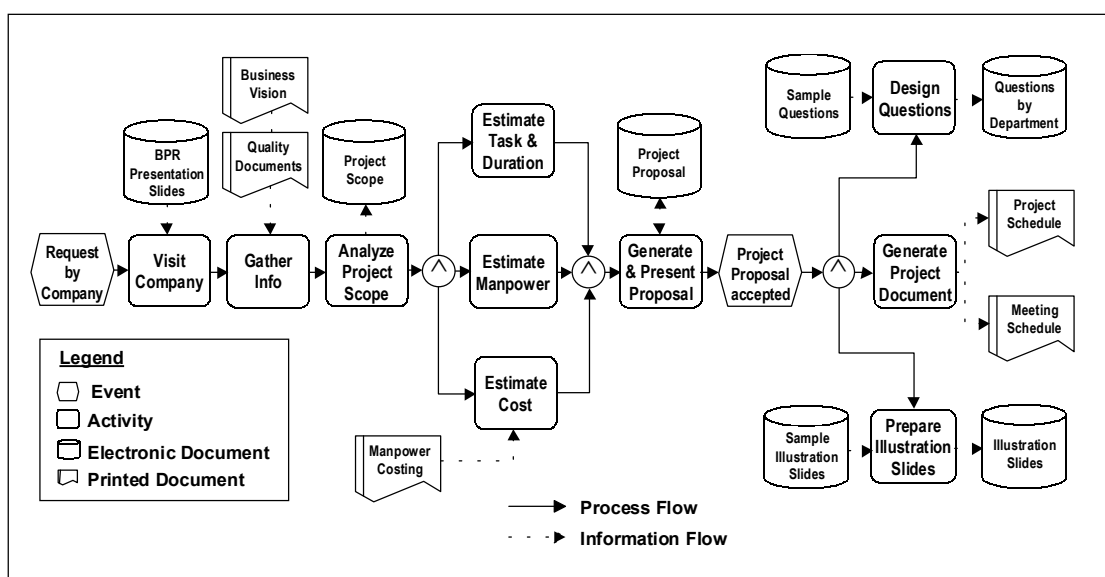 Business
Vision
Quality
Documents
BPR
Presentation
Slides
Project
Scope
Estimate
Task &
Duration
Project
Proposal
Sample
Questions
Design
Questions
Questions
by
Department
Request
by
Company
Visit
Company
Gather
Info
Analyze
Project
Scope
^
Estimate
Manpower
^
Generate
& Present
Proposal
Project
Proposal
accepted
^
Generate
Project
Document
Project
Schedule
Meeting
Schedule
Estimate
Cost
Manpower
Costing
Sample
Illustration
Slides
Prepare
Illustration
Slides
Illustration
Slides
Legend
Event
Activity
Electronic Document
Printed Document
Process Flow
Information Flow